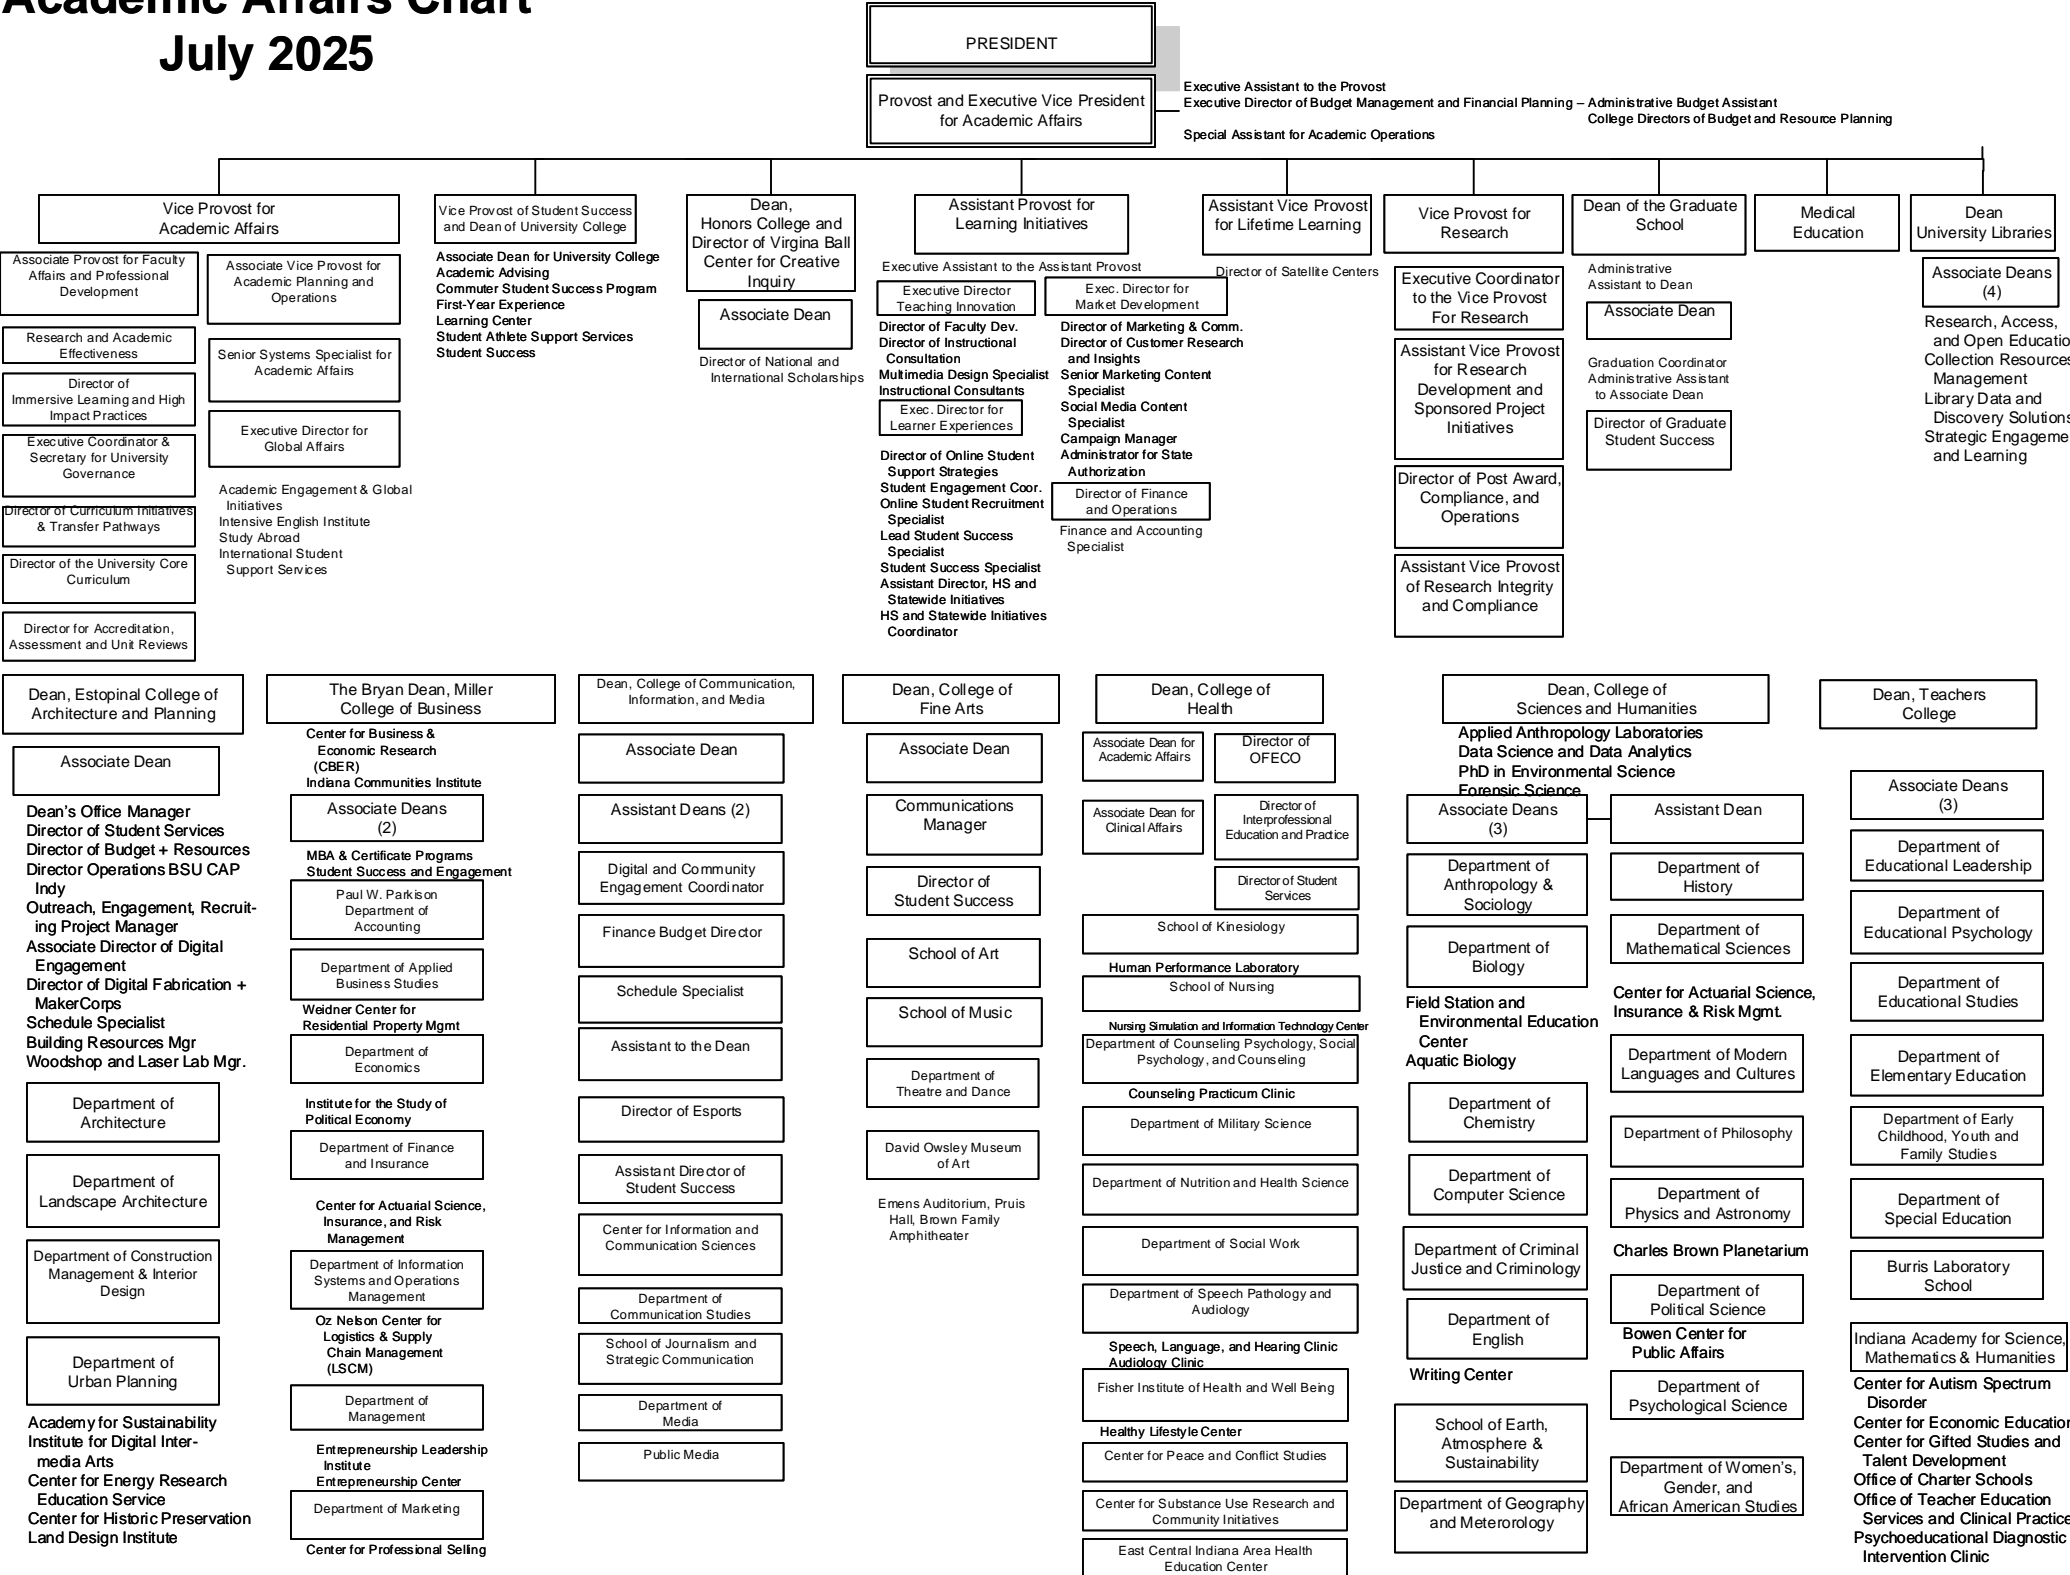 Academic Affairs Chart
July 2025
PRESIDENT
Provost and Executive Vice President
for Academic Affairs
Executive Assistant to the Provost
Executive Director of Budget Management and Financial Planning – Administrative Budget Assistant
College Directors of Budget and Resource Planning
Special Assistant for Academic Operations
Vice Provost for
Academic Affairs
Associate Provost for Faculty
Affairs and Professional
Development
Research and Academic
Effectiveness
Director of
Immersive Learning and High
Impact Practices
Executive Coordinator &
Secretary for University
Governance
Director of Curriculum Initiatives
& Transfer Pathways
Director of the University Core
Curriculum
Director for Accreditation,
Assessment and Unit Reviews
Associate Vice Provost for
Academic Planning and
Operations
Senior Systems Specialist for
Academic Affairs
Executive Director for
Global Affairs
Academic Engagement & Global
Initiatives
Intensive English Institute
Study Abroad
International Student
Support Services
Vice Provost of Student Success
and Dean of University College
Associate Dean for University College
Academic Advising
Commuter Student Success Program
First-Year Experience
Learning Center
Student Athlete Support Services
Student Success
Dean,
Honors College and
Director of Virgina Ball
Center for Creative
Inquiry
Associate Dean
Director of National and
International Scholarships
Assistant Provost for
Learning Initiatives
Executive Assistant to the Assistant Provost
Executive Director
Teaching Innovation
Director of Faculty Dev.
Director of Instructional
Consultation
Multimedia Design Specialist
Instructional Consultants
Exec. Director for
Learner Experiences
Director of Online Student
Support Strategies
Student Engagement Coor.
Online Student Recruitment
Specialist
Lead Student Success
Specialist
Student Success Specialist
Assistant Director, HS and
Statewide Initiatives
HS and Statewide Initiatives
Coordinator
Exec. Director for
Market Development
Director of Marketing & Comm.
Director of Customer Research
and Insights
Senior Marketing Content
Specialist
Social Media Content
Specialist
Campaign Manager
Administrator for State
Authorization
Director of Finance
and Operations
Finance and Accounting
Specialist
Assistant Vice Provost
for Lifetime Learning
Director of Satellite Centers
Vice Provost for
Research
Executive Coordinator
to the Vice Provost
For Research
Assistant Vice Provost
for Research
Development and
Sponsored Project
Initiatives
Director of Post Award,
Compliance, and
Operations
Assistant Vice Provost
of Research Integrity
and Compliance
Dean of the Graduate
School
Administrative
Assistant to Dean
Associate Dean
Graduation Coordinator
Administrative Assistant
to Associate Dean
Director of Graduate
Student Success
Medical
Education
Dean
University Libraries
Associate Deans
(4)
Research, Access,
and Open Educatio
Collection Resources
Management
Library Data and
Discovery Solutions
Strategic Engageme
and Learning
Dean, Estopinal College of
Architecture and Planning
Associate Dean
Dean's Office Manager
Director of Student Services
Director of Budget + Resources
Director Operations BSU CAP
Indy
Outreach, Engagement, Recruit-
ing Project Manager
Associate Director of Digital
Engagement
Director of Digital Fabrication +
MakerCorps
Schedule Specialist
Building Resources Mgr
Woodshop and Laser Lab Mgr.
Department of
Architecture
Department of
Landscape Architecture
Department of Construction
Management & Interior
Design
Department of
Urban Planning
Academy for Sustainability
Institute for Digital Inter-
media Arts
Center for Energy Research
Education Service
Center for Historic Preservation
Land Design Institute
The Bryan Dean, Miller
College of Business
Center for Business &
Economic Research
(CBER)
Indiana Communities Institute
Associate Deans
(2)
MBA & Certificate Programs
Student Success and Engagement
Paul W. Parkison
Department of
Accounting
Department of Applied
Business Studies
Weidner Center for
Residential Property Mgmt
Department of
Economics
Institute for the Study of
Political Economy
Department of Finance
and Insurance
Center for Actuarial Science,
Insurance, and Risk
Management
Department of Information
Systems and Operations
Management
Oz Nelson Center for
Logistics & Supply
Chain Management
(LSCM)
Department of
Management
Entrepreneurship Leadership
Institute
Entrepreneurship Center
Department of Marketing
Center for Professional Selling
Dean, College of Communication,
Information, and Media
Associate Dean
Assistant Deans (2)
Digital and Community
Engagement Coordinator
Finance Budget Director
Schedule Specialist
Assistant to the Dean
Director of Esports
Assistant Director of
Student Success
Center for Information and
Communication Sciences
Department of
Communication Studies
School of Journalism and
Strategic Communication
Department of
Media
Public Media
Dean, College of
Fine Arts
Associate Dean
Communications
Manager
Director of
Student Success
School of Art
School of Music
Department of
Theatre and Dance
David Owsley Museum
of Art
Emens Auditorium, Pruis
Hall, Brown Family
Amphitheater
Dean, College of
Health
Associate Dean for
Academic Affairs
Director of
OFECO
Associate Dean for
Clinical Affairs
Director of
Interprofessional
Education and Practice
Director of Student
Services
School of Kinesiology
Human Performance Laboratory
School of Nursing
Nursing Simulation and Information Technology Center
Department of Counseling Psychology, Social
Psychology, and Counseling
Counseling Practicum Clinic
Department of Military Science
Department of Nutrition and Health Science
Department of Social Work
Department of Speech Pathology and
Audiology
Speech, Language, and Hearing Clinic
Audiology Clinic
Fisher Institute of Health and Well Being
Healthy Lifestyle Center
Center for Peace and Conflict Studies
Center for Substance Use Research and
Community Initiatives
East Central Indiana Area Health
Education Center
Dean, College of
Sciences and Humanities
Applied Anthropology Laboratories
Data Science and Data Analytics
PhD in Environmental Science
Forensic Science
Associate Deans
(3)
Department of
Anthropology &
Sociology
Department of
Biology
Field Station and
Environmental Education
Center
Aquatic Biology
Department of
Chemistry
Department of
Computer Science
Department of Criminal
Justice and Criminology
Department of
English
Writing Center
School of Earth,
Atmosphere &
Sustainability
Department of Geography
and Meterorology
Assistant Dean
Department of
History
Department of
Mathematical Sciences
Center for Actuarial Science,
Insurance & Risk Mgmt.
Department of Modern
Languages and Cultures
Department of Philosophy
Department of
Physics and Astronomy
Charles Brown Planetarium
Department of
Political Science
Bowen Center for
Public Affairs
Department of
Psychological Science
Department of Women's,
Gender, and
African American Studies
Dean, Teachers
College
Associate Deans
(3)
Department of
Educational Leadership
Department of
Educational Psychology
Department of
Educational Studies
Department of
Elementary Education
Department of Early
Childhood, Youth and
Family Studies
Department of
Special Education
Burris Laboratory
School
Indiana Academy for Science,
Mathematics & Humanities
Center for Autism Spectrum
Disorder
Center for Economic Education
Center for Gifted Studies and
Talent Development
Office of Charter Schools
Office of Teacher Education
Services and Clinical Practice
Psychoeducational Diagnostic
Intervention Clinic